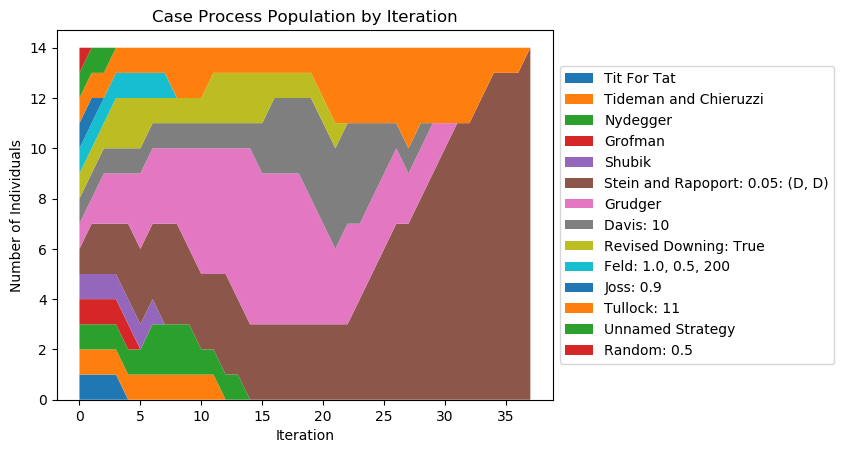 Case Process Population by Iteration
14
12
10
8
6
4
2
0
Number of Individuals
0 5 10 15 20 25 30 35
Iteration
Tit For Tat
Tideman and Chieruzzi
Nydegger
Grofman
Shubik
Stein and Rapoport: 0.05: (D, D)
Grudger
Davis: 10
Revised Downing: True
Feld: 1.0, 0.5, 200
Joss: 0.9
Tullock: 11
Unnamed Strategy
Random: 0.5